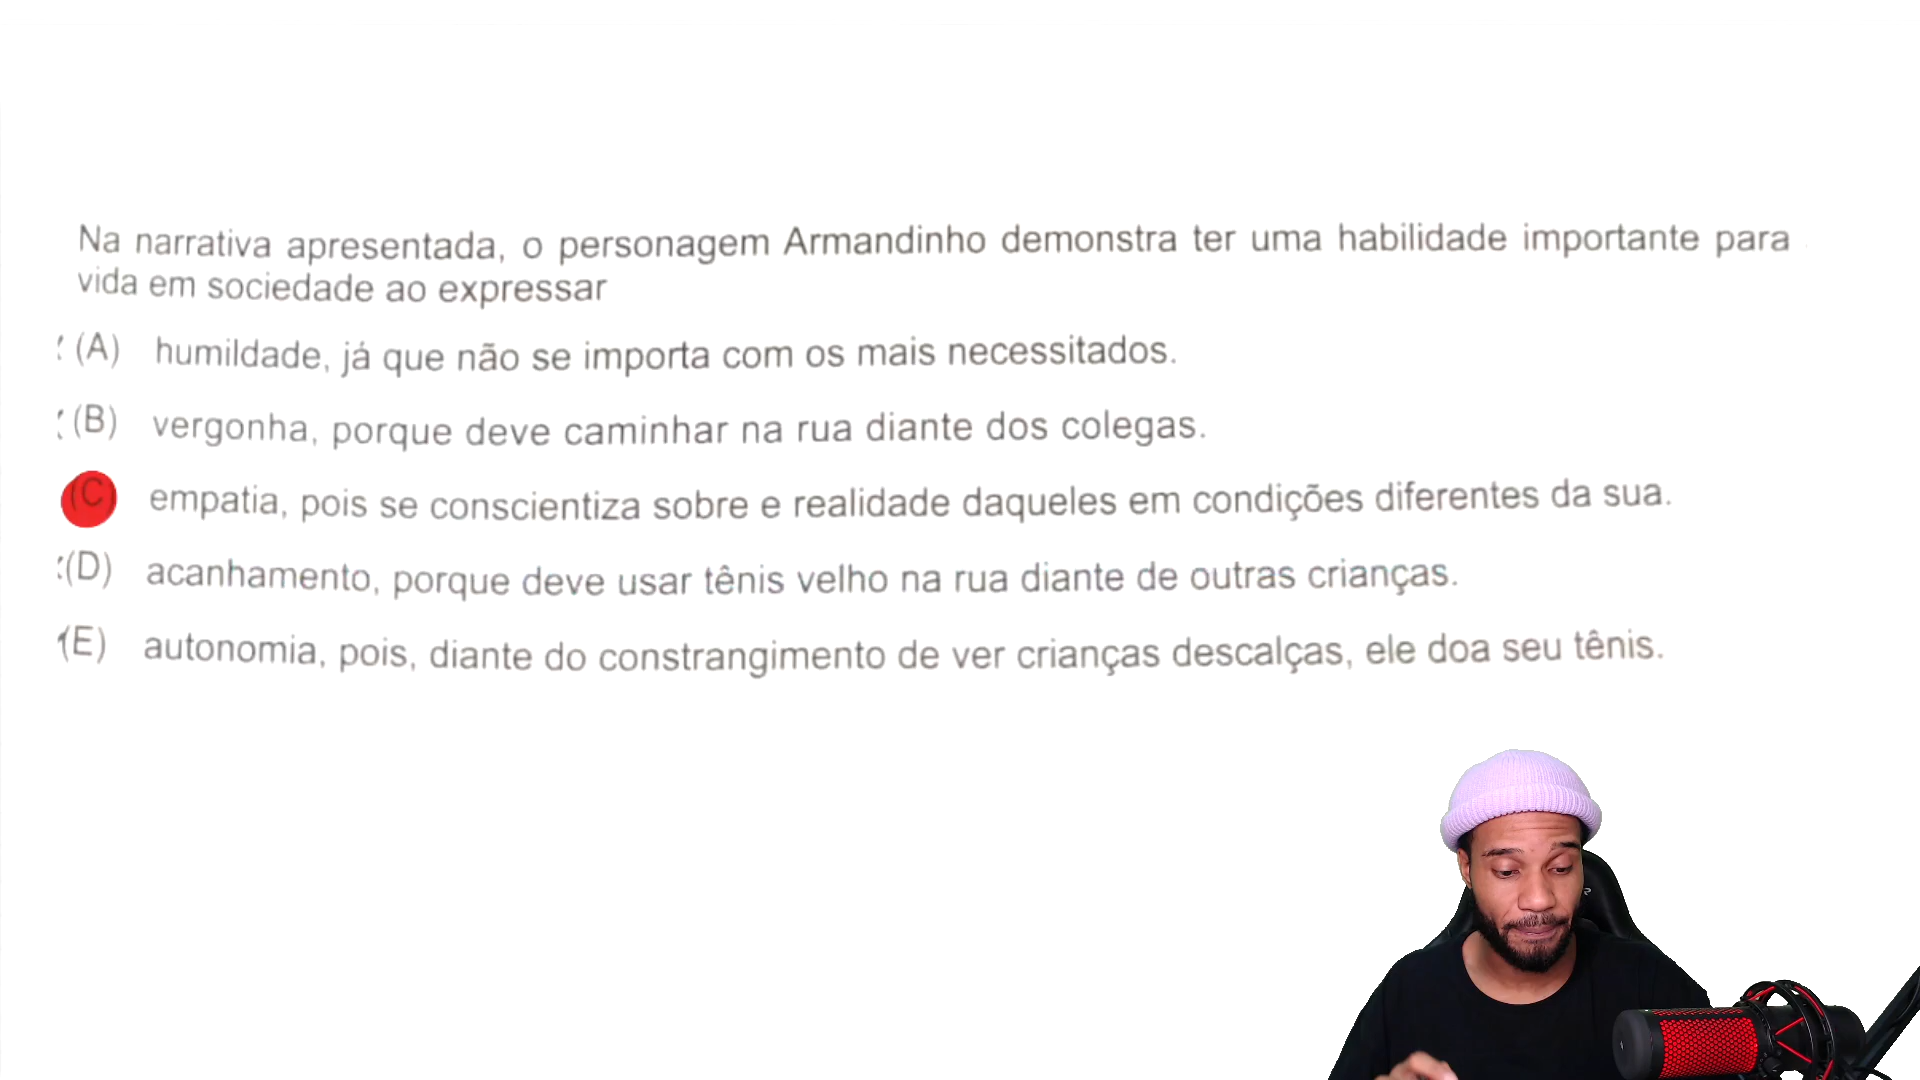 Na narrativa apresentada, o personagem Armandinho demonstra ter uma habilidade importante para
vida em sociedade ao expressar
(A) humildade, já que não se importa com os mais necessitados.
(B) vergonha, porque deve caminhar na rua diante dos colegas.
(C) empatia, pois se conscientiza sobre e realidade daqueles em condições diferentes da sua.
(D) acanhamento, porque deve usar tênis velho na rua diante de outras crianças.
(E) autonomia, pois, diante do constrangimento de ver crianças descalças, ele doa seu tênis.